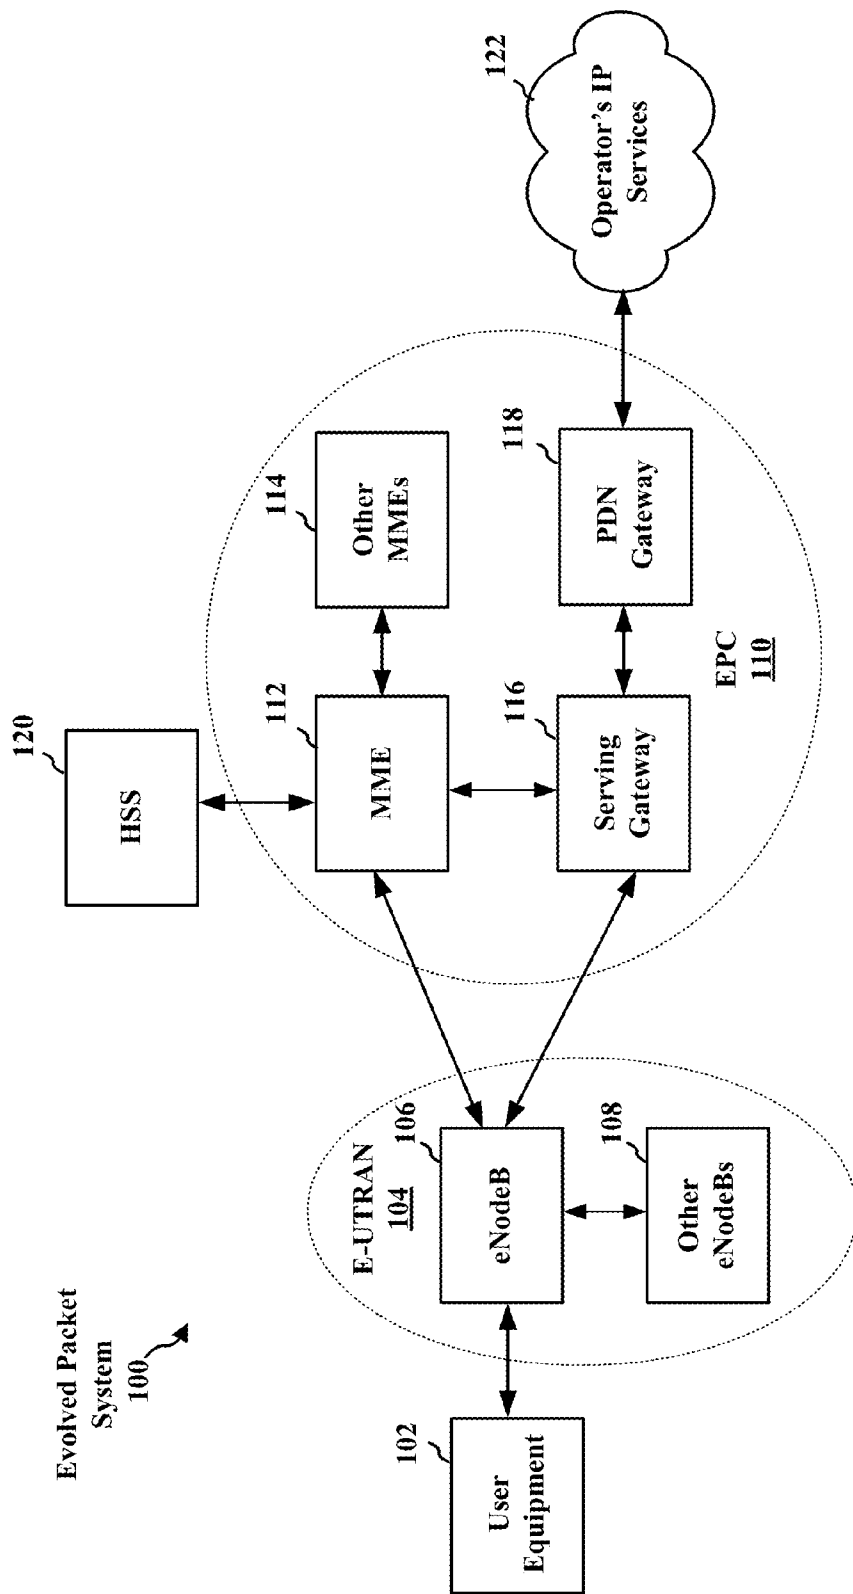 Evolved Packet
System
100
102
User
Equipment
E-UTRAN
104
106
eNodeB
108
Other
eNodeBs
120
HSS
112
MME
114
Other
MMEs
116
Serving
Gateway
118
PDN
Gateway
EPC
110
122
Operator's IP
Services